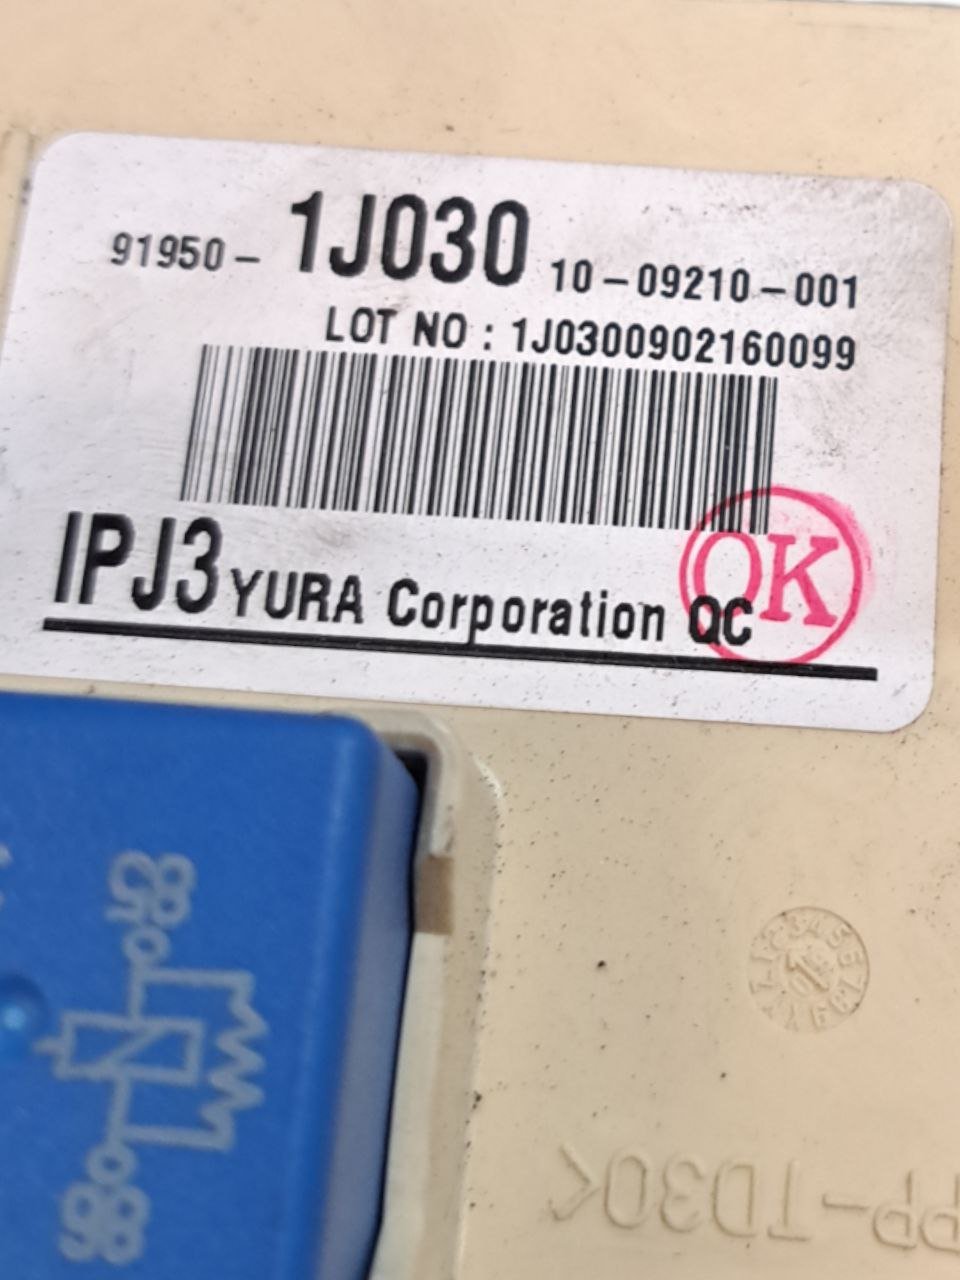 91950- 1J030 10-09210-001
LOT NO : 1J0300902160099
IPJ3 YURA Corporation QC
OK
85
86
PP-TD30<